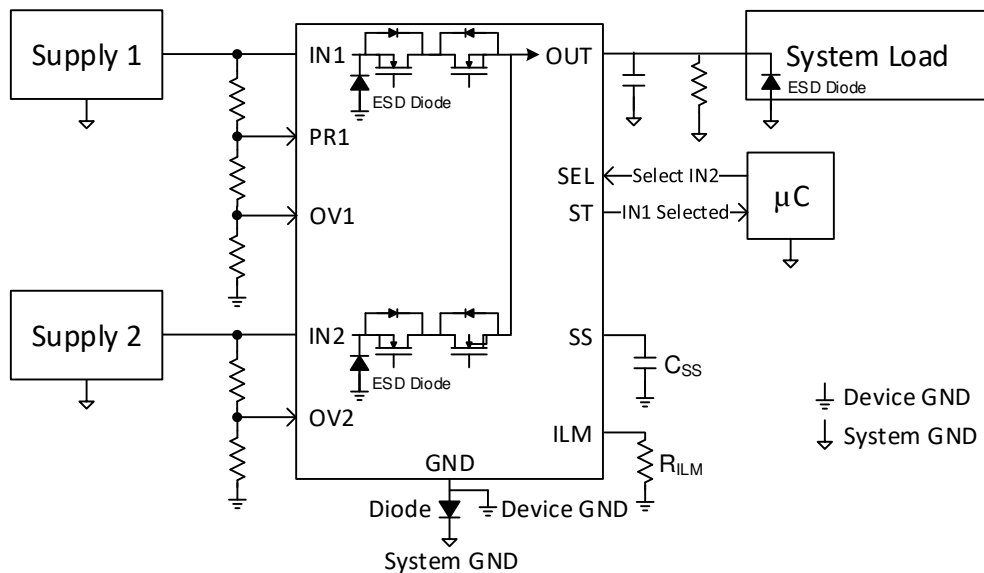 Supply 1
IN1
ESD Diode
OUT
System Load
ESD Diode
PR1
SEL
Select IN2
μC
ST
IN1 Selected
OV1
Supply 2
IN2
ESD Diode
SS
CSS
OV2
ILM
RILM
GND
Device GND
System GND
Diode
Device GND
System GND